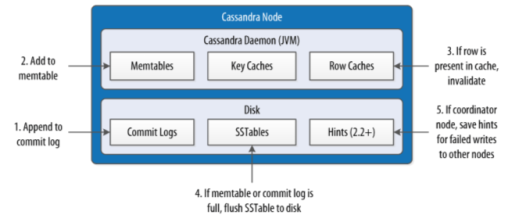 Cassandra Node
Cassandra Daemon (JVM)
2. Add to
memtable
Memtables
Key Caches
Row Caches
3. If row is
present in cache,
invalidate
Disk
1. Append to
commit log
Commit Logs
SSTables
Hints (2.2+)
5. If coordinator
node, save hints
for failed writes
to other nodes
4. If memtable or commit log is
full, flush SSTable to disk